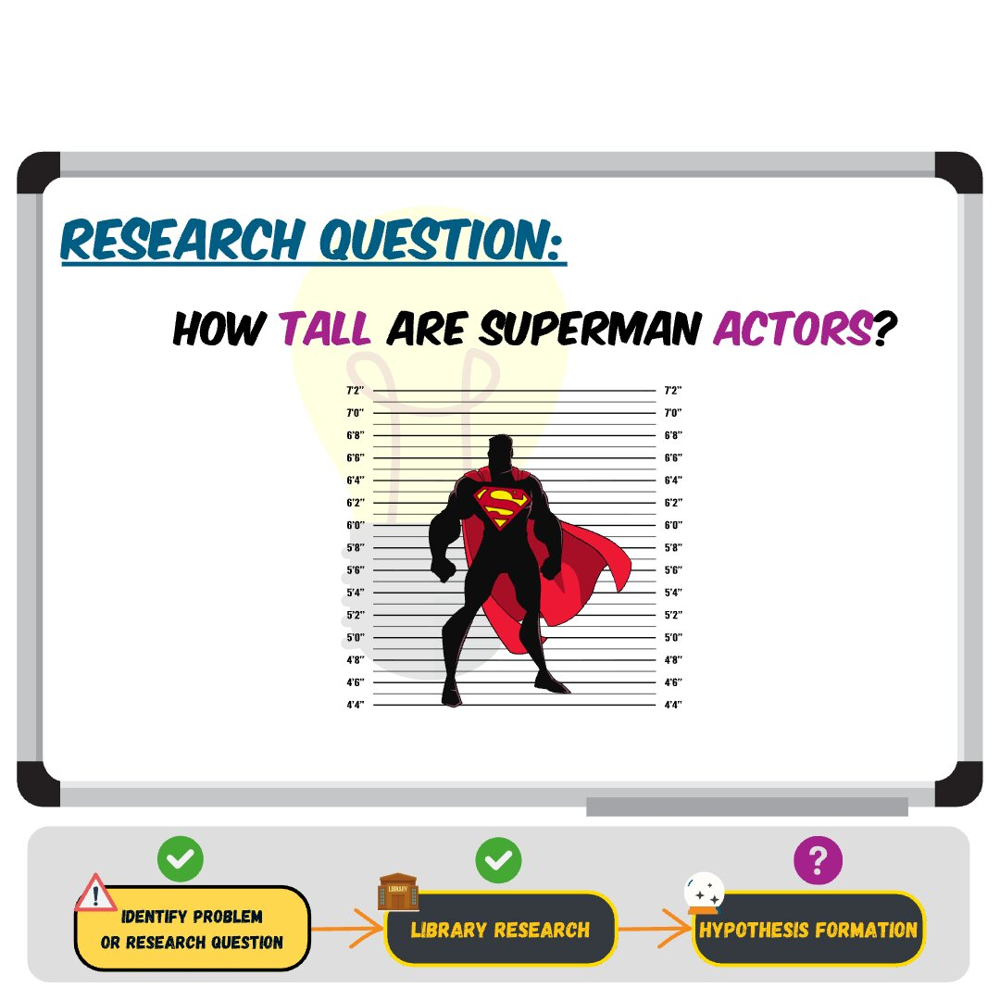 RESEARCH QUESTION:
HOW TALL ARE SUPERMAN ACTORS?
7'2" 7'2"
7'0" 7'0"
6'8" 6'8"
6'6" 6'6"
6'4" 6'4"
6'2" 6'2"
6'0" 6'0"
5'8" 5'8"
5'6" 5'6"
5'4" 5'4"
5'2" 5'2"
5'0" 5'0"
4'8" 4'8"
4'6" 4'6"
4'4" 4'4"
S
?
LIBRARY
!
IDENTIFY PROBLEM
OR RESEARCH QUESTION
LIBRARY RESEARCH
HYPOTHESIS FORMATION